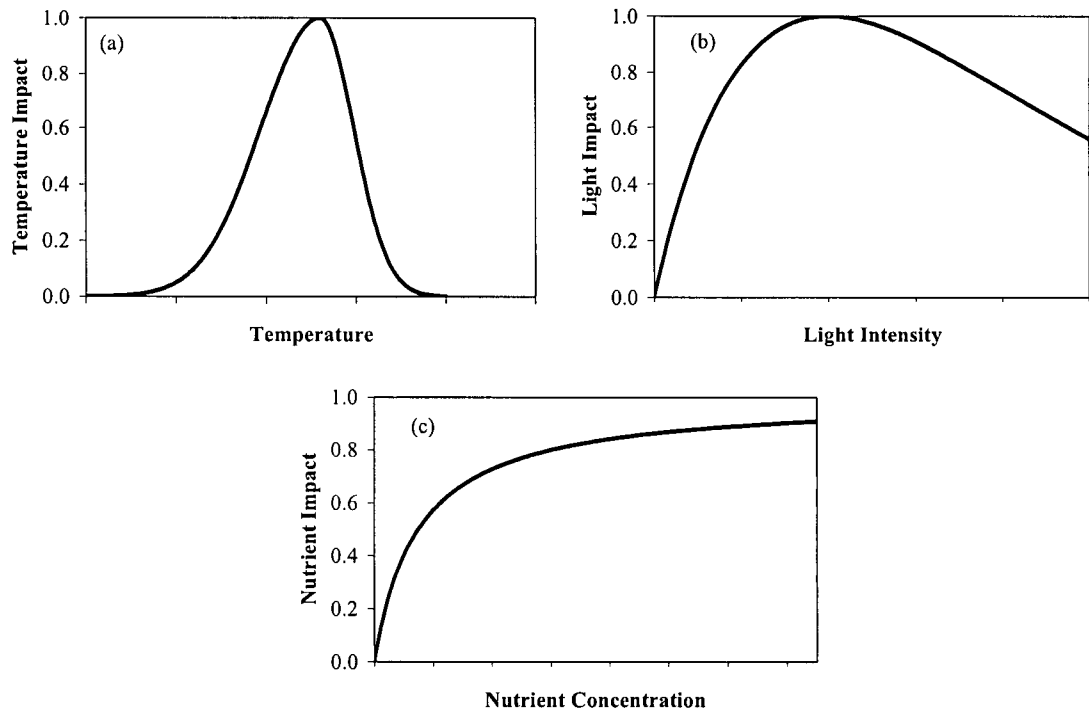 (a)
Temperature Impact
1.0
0.8
0.6
0.4
0.2
0.0
Temperature
(b)
Light Impact
1.0
0.8
0.6
0.4
0.2
0.0
Light Intensity
(c)
Nutrient Impact
1.0
0.8
0.6
0.4
0.2
0.0
Nutrient Concentration